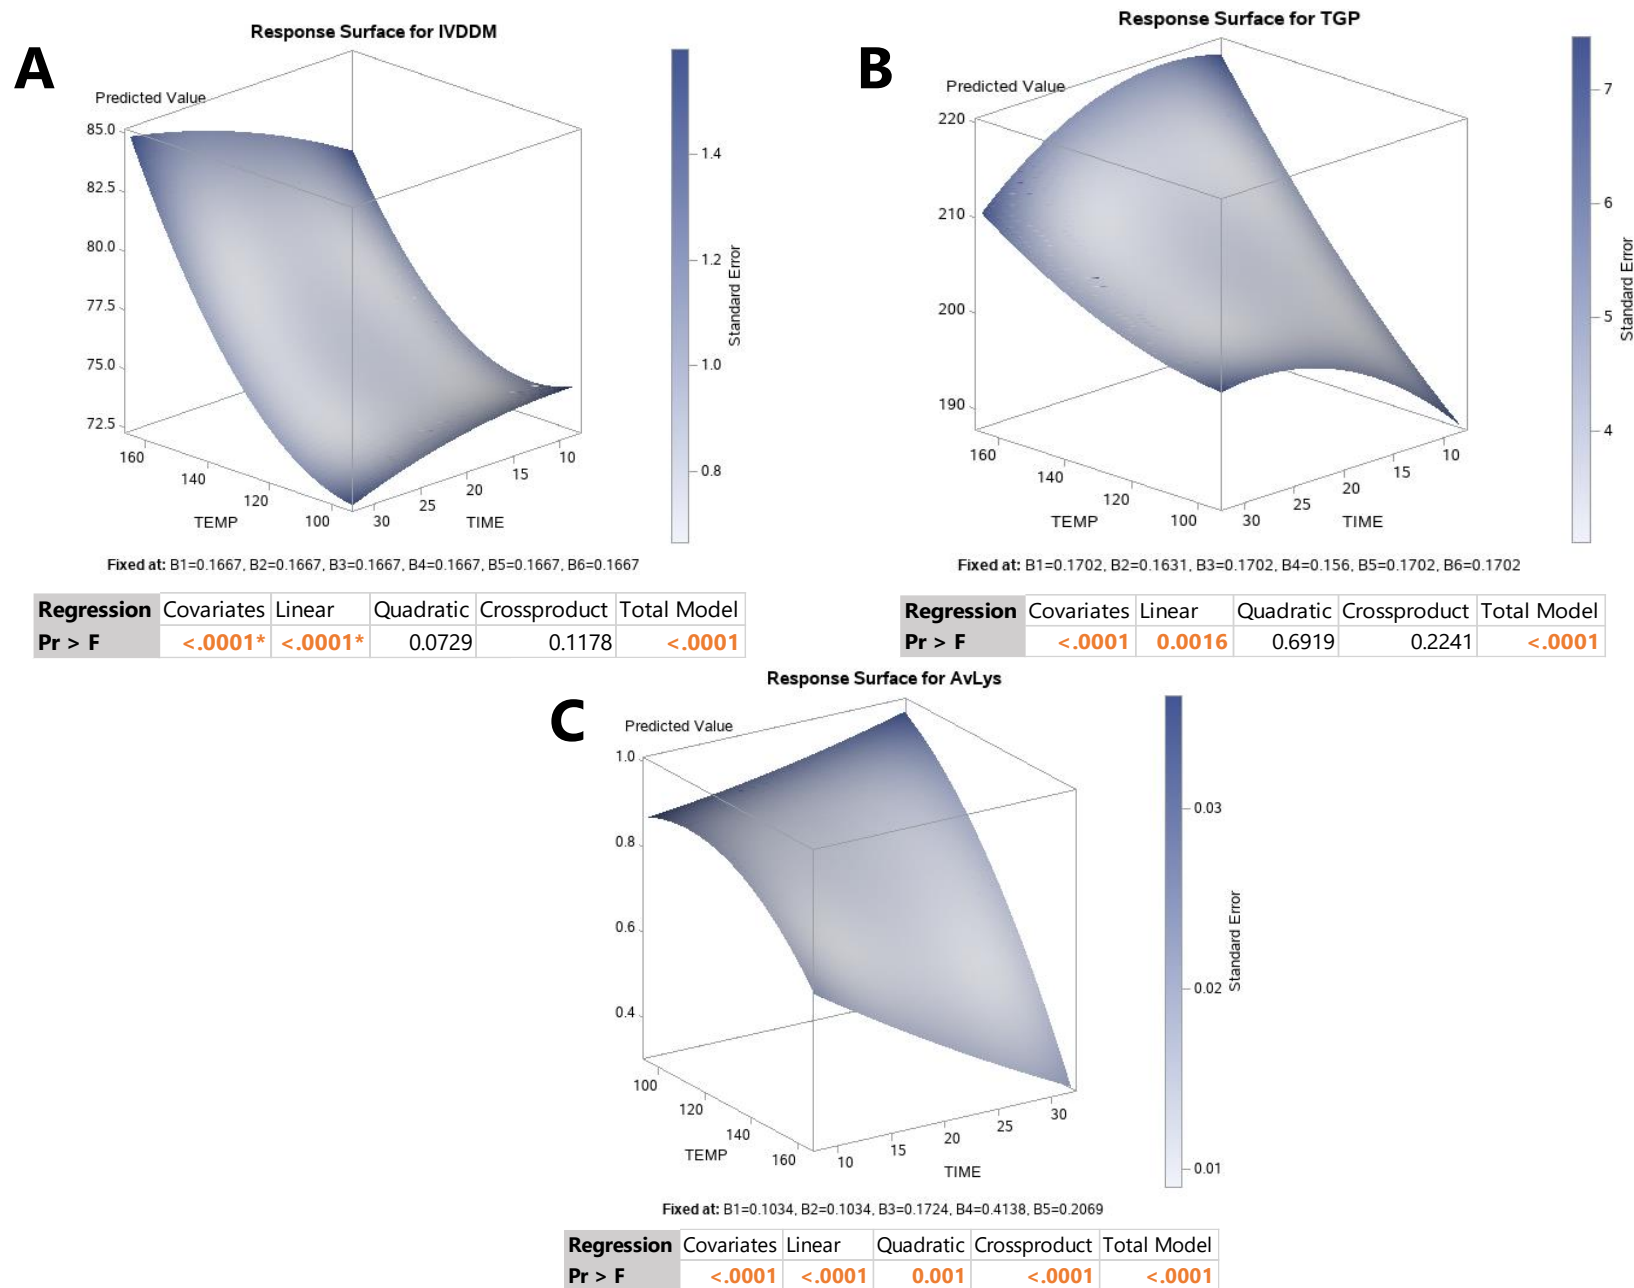 A
Response Surface for IVDDM
Predicted Value
85.0
82.5
80.0
77.5
75.0
72.5
160
140
120
100
TEMP
30
25
20
15
10
TIME
1.4
1.2
1.0
0.8
Standard Error
Fixed at: B1=0.1667, B2=0.1667, B3=0.1667, B4=0.1667, B5=0.1667, B6=0.1667
Regression Covariates Linear Quadratic Crossproduct Total Model
Pr > F <.0001* <.0001* 0.0729 0.1178 <.0001
B
Response Surface for TGP
Predicted Value
220
210
200
190
160
140
120
100
TEMP
30
25
20
15
10
TIME
7
6
5
4
Standard Error
Fixed at: B1=0.1702, B2=0.1631, B3=0.1702, B4=0.156, B5=0.1702, B6=0.1702
Regression Covariates Linear Quadratic Crossproduct Total Model
Pr > F <.0001 0.0016 0.6919 0.2241 <.0001
C
Response Surface for AvLys
Predicted Value
1.0
0.8
0.6
0.4
100
120
140
160
TEMP
10
15
20
25
30
TIME
0.03
0.02
0.01
Standard Error
Fixed at: B1=0.1034, B2=0.1034, B3=0.1724, B4=0.4138, B5=0.2069
Regression Covariates Linear Quadratic Crossproduct Total Model
Pr > F <.0001 <.0001 0.001 <.0001 <.0001